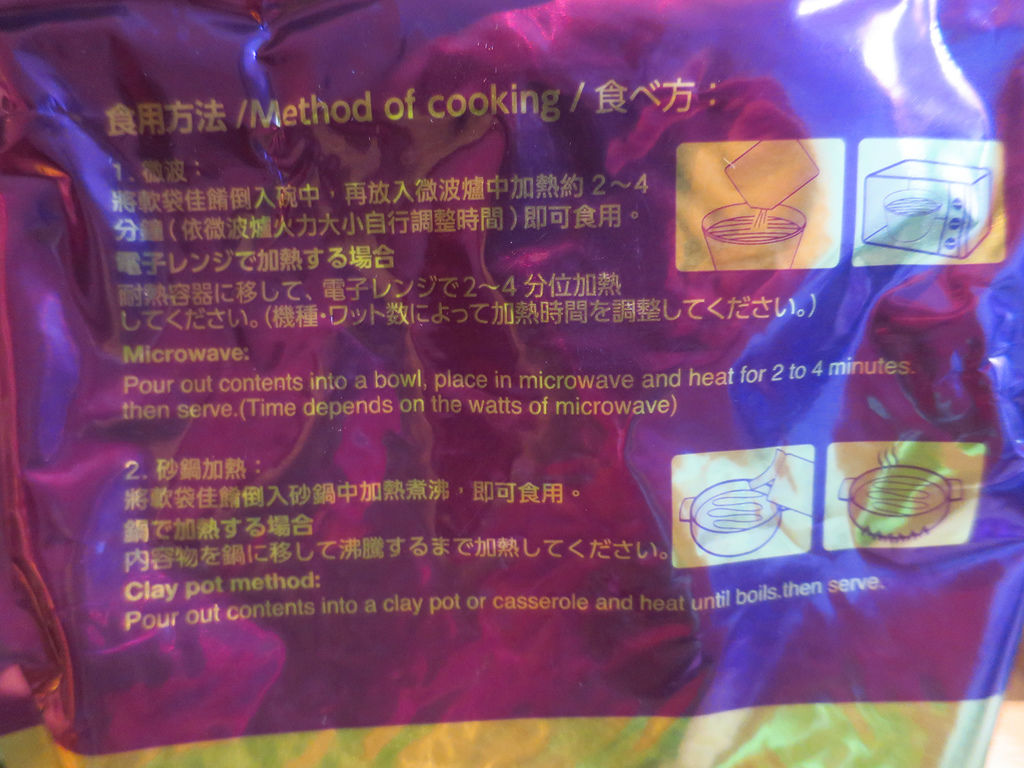 食用方法 /Method of cooking / 食べ方：
1. 微波：
將軟袋佳餚倒入碗中，再放入微波爐中加熱約 2～4
分鐘 (依微波爐火力大小自行調整時間) 即可食用。
電子レンジで加熱する場合
耐熱容器に移して、電子レンジで2～4 分位加熱
してください。(機種・ワット数によって加熱時間を調整してください。)
Microwave:
Pour out contents into a bowl, place in microwave and heat for 2 to 4 minutes.
then serve.(Time depends on the watts of microwave)
2. 砂鍋加熱：
將軟袋佳餚倒入砂鍋中加熱煮沸，即可食用。
鍋で加熱する場合
内容物を鍋に移して沸騰するまで加熱してください。
Clay pot method:
Pour out contents into a clay pot or casserole and heat until boils.then serve.